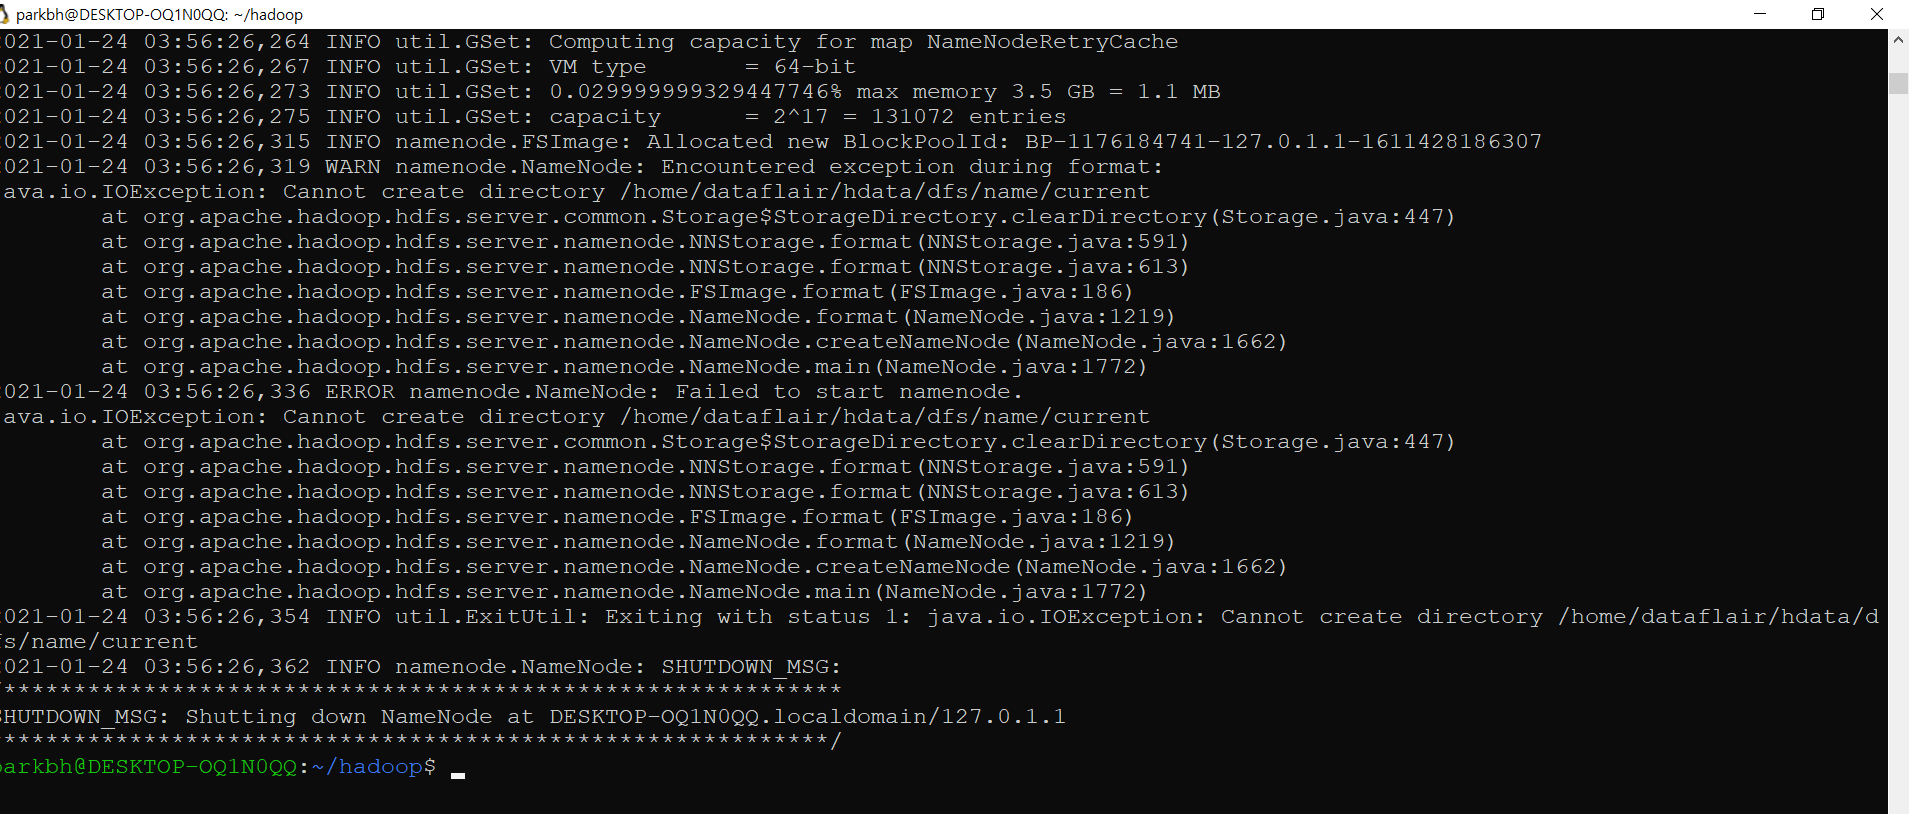 parkbh@DESKTOP-OQ1N0QQ: ~/hadoop
021-01-24 03:56:26,264 INFO util.GSet: Computing capacity for map NameNodeRetryCache
021-01-24 03:56:26,267 INFO util.GSet: VM type       = 64-bit
021-01-24 03:56:26,273 INFO util.GSet: 0.029999999329447746% max memory 3.5 GB = 1.1 MB
021-01-24 03:56:26,275 INFO util.GSet: capacity      = 2^17 = 131072 entries
021-01-24 03:56:26,315 INFO namenode.FSImage: Allocated new BlockPoolId: BP-1176184741-127.0.1.1-1611428186307
021-01-24 03:56:26,319 WARN namenode.NameNode: Encountered exception during format:
ava.io.IOException: Cannot create directory /home/dataflair/hdata/dfs/name/current
        at org.apache.hadoop.hdfs.server.common.Storage$StorageDirectory.clearDirectory(Storage.java:447)
        at org.apache.hadoop.hdfs.server.namenode.NNStorage.format(NNStorage.java:591)
        at org.apache.hadoop.hdfs.server.namenode.NNStorage.format(NNStorage.java:613)
        at org.apache.hadoop.hdfs.server.namenode.FSImage.format(FSImage.java:186)
        at org.apache.hadoop.hdfs.server.namenode.NameNode.format(NameNode.java:1219)
        at org.apache.hadoop.hdfs.server.namenode.NameNode.createNameNode(NameNode.java:1662)
        at org.apache.hadoop.hdfs.server.namenode.NameNode.main(NameNode.java:1772)
021-01-24 03:56:26,336 ERROR namenode.NameNode: Failed to start namenode.
ava.io.IOException: Cannot create directory /home/dataflair/hdata/dfs/name/current
        at org.apache.hadoop.hdfs.server.common.Storage$StorageDirectory.clearDirectory(Storage.java:447)
        at org.apache.hadoop.hdfs.server.namenode.NNStorage.format(NNStorage.java:591)
        at org.apache.hadoop.hdfs.server.namenode.NNStorage.format(NNStorage.java:613)
        at org.apache.hadoop.hdfs.server.namenode.FSImage.format(FSImage.java:186)
        at org.apache.hadoop.hdfs.server.namenode.NameNode.format(NameNode.java:1219)
        at org.apache.hadoop.hdfs.server.namenode.NameNode.createNameNode(NameNode.java:1662)
        at org.apache.hadoop.hdfs.server.namenode.NameNode.main(NameNode.java:1772)
021-01-24 03:56:26,354 INFO util.ExitUtil: Exiting with status 1: java.io.IOException: Cannot create directory /home/dataflair/hdata/d
fs/name/current
021-01-24 03:56:26,362 INFO namenode.NameNode: SHUTDOWN_MSG:
/************************************************************
SHUTDOWN_MSG: Shutting down NameNode at DESKTOP-OQ1N0QQ.localdomain/127.0.1.1
************************************************************/
parkbh@DESKTOP-OQ1N0QQ:~/hadoop$